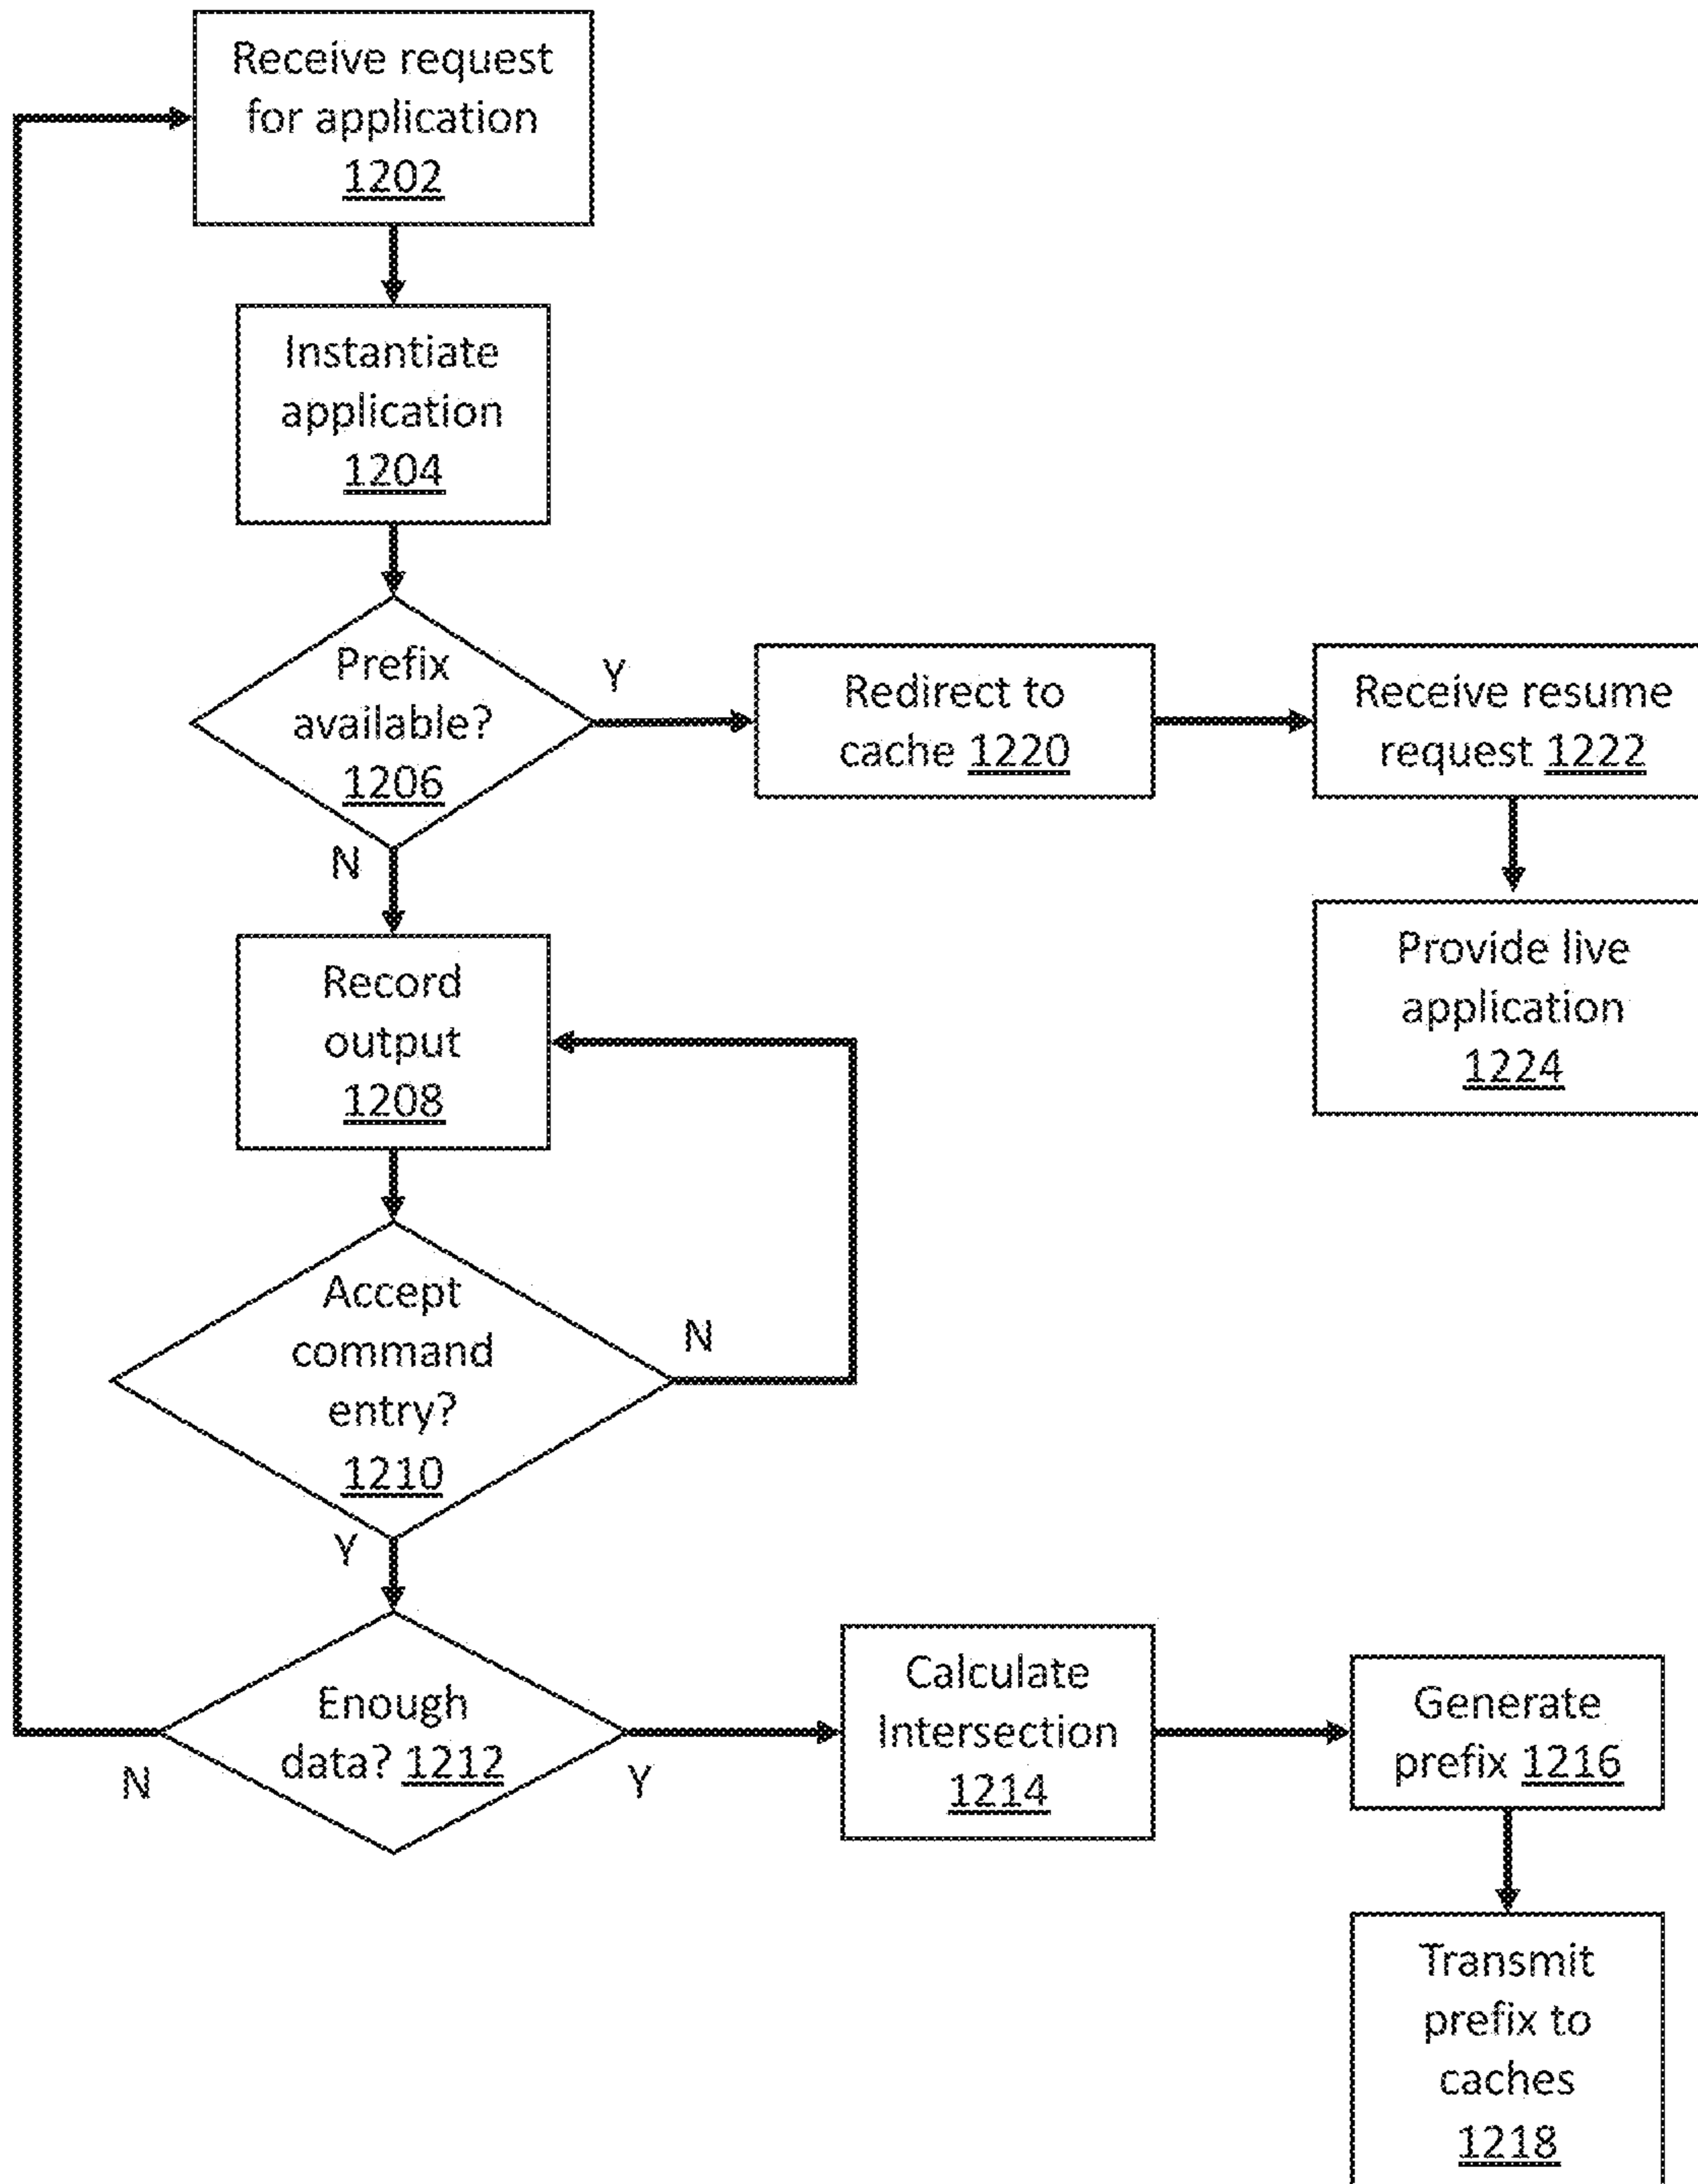 Receive request
for application
1202
Instantiate
application
1204
Prefix
available?
1206
Y
N
Redirect to
cache 1220
Receive resume
request 1222
Provide live
application
1224
Record
output
1208
Accept
command
entry?
1210
N
Y
Enough
data? 1212
N
Y
Calculate
Intersection
1214
Generate
prefix 1216
Transmit
prefix to
caches
1218